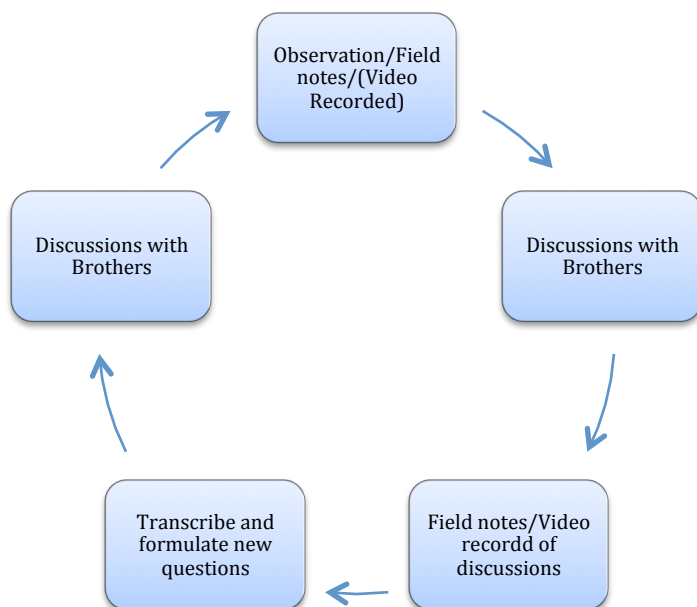 Observation/Field
notes/(Video
Recorded)
Discussions with
Brothers
Discussions with
Brothers
Field notes/Video
recordd of
discussions
Transcribe and
formulate new
questions